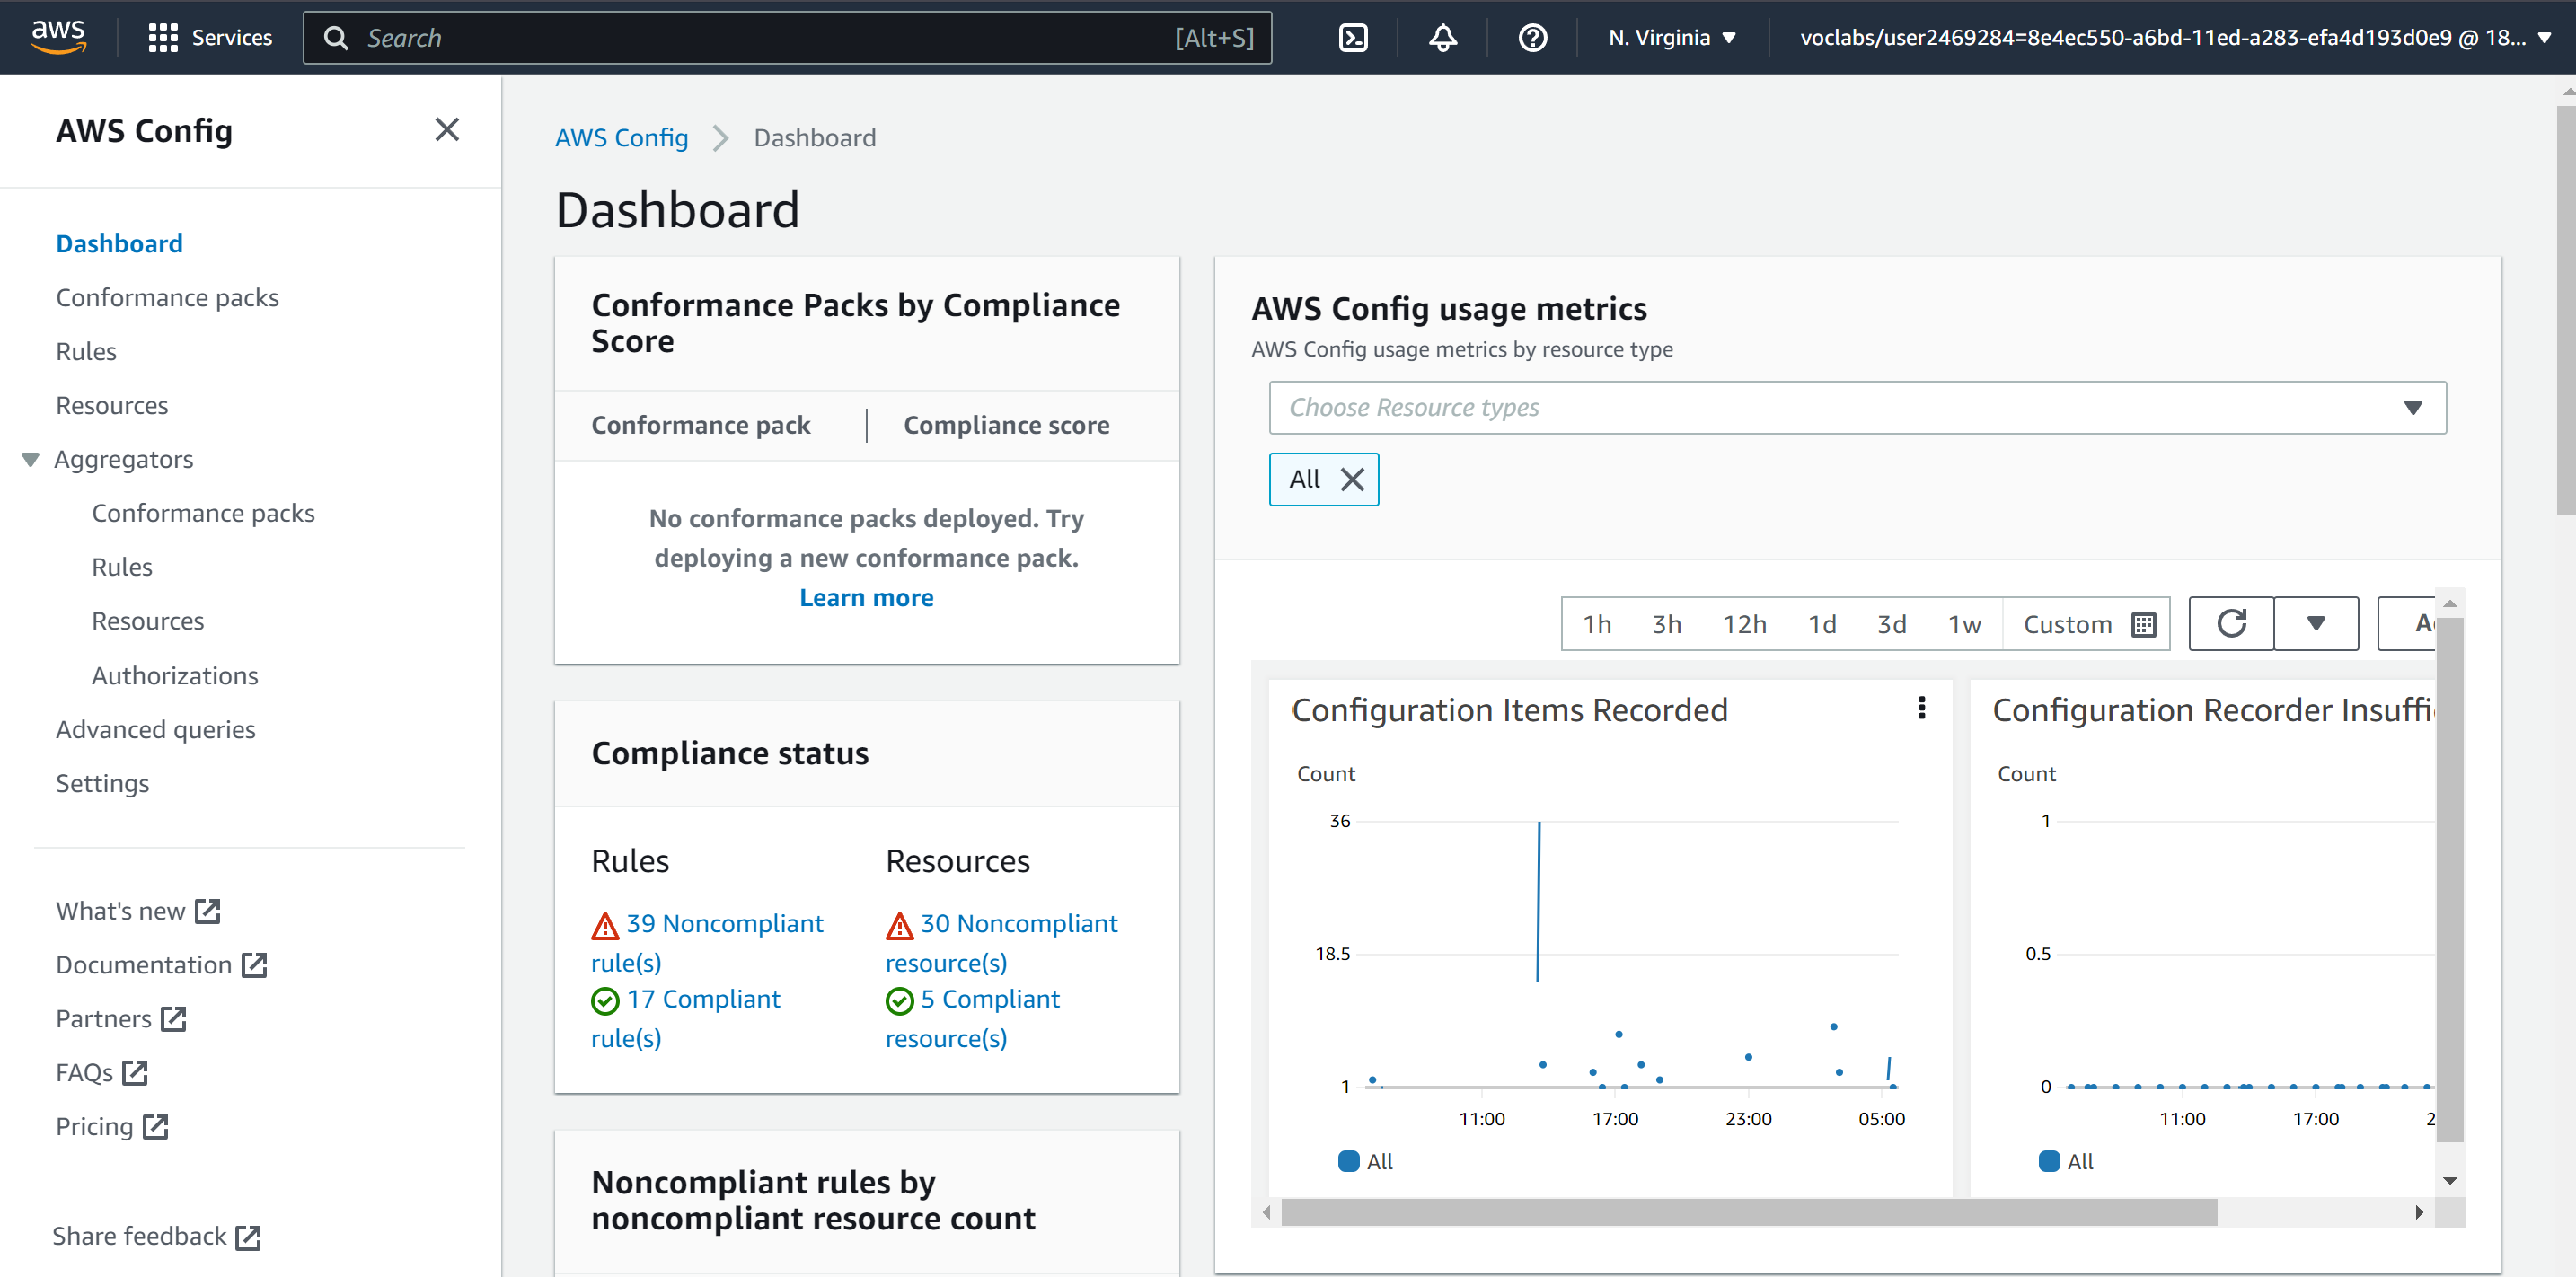 aws
Services
Search
[Alt+S]
N. Virginia
voclabs/user2469284=8e4ec550-a6bd-11ed-a283-efa4d193d0e9 @ 18...
AWS Config
Dashboard
Conformance packs
Rules
Resources
Aggregators
Conformance packs
Rules
Resources
Authorizations
Advanced queries
Settings
What's new
Documentation
Partners
FAQs
Pricing
Share feedback
AWS Config
Dashboard
Dashboard
Conformance Packs by Compliance
Score
Conformance pack
Compliance score
No conformance packs deployed. Try
deploying a new conformance pack.
Learn more
Compliance status
Rules
39 Noncompliant
rule(s)
17 Compliant
rule(s)
Resources
30 Noncompliant
resource(s)
5 Compliant
resource(s)
Noncompliant rules by
noncompliant resource count
AWS Config usage metrics
AWS Config usage metrics by resource type
Choose Resource types
All
1h 3h 12h 1d 3d 1w Custom
Configuration Items Recorded
Count
36
18.5
1
11:00 17:00 23:00 05:00
All
Configuration Recorder
Count
1
0.5
0
11:00 17:00
All